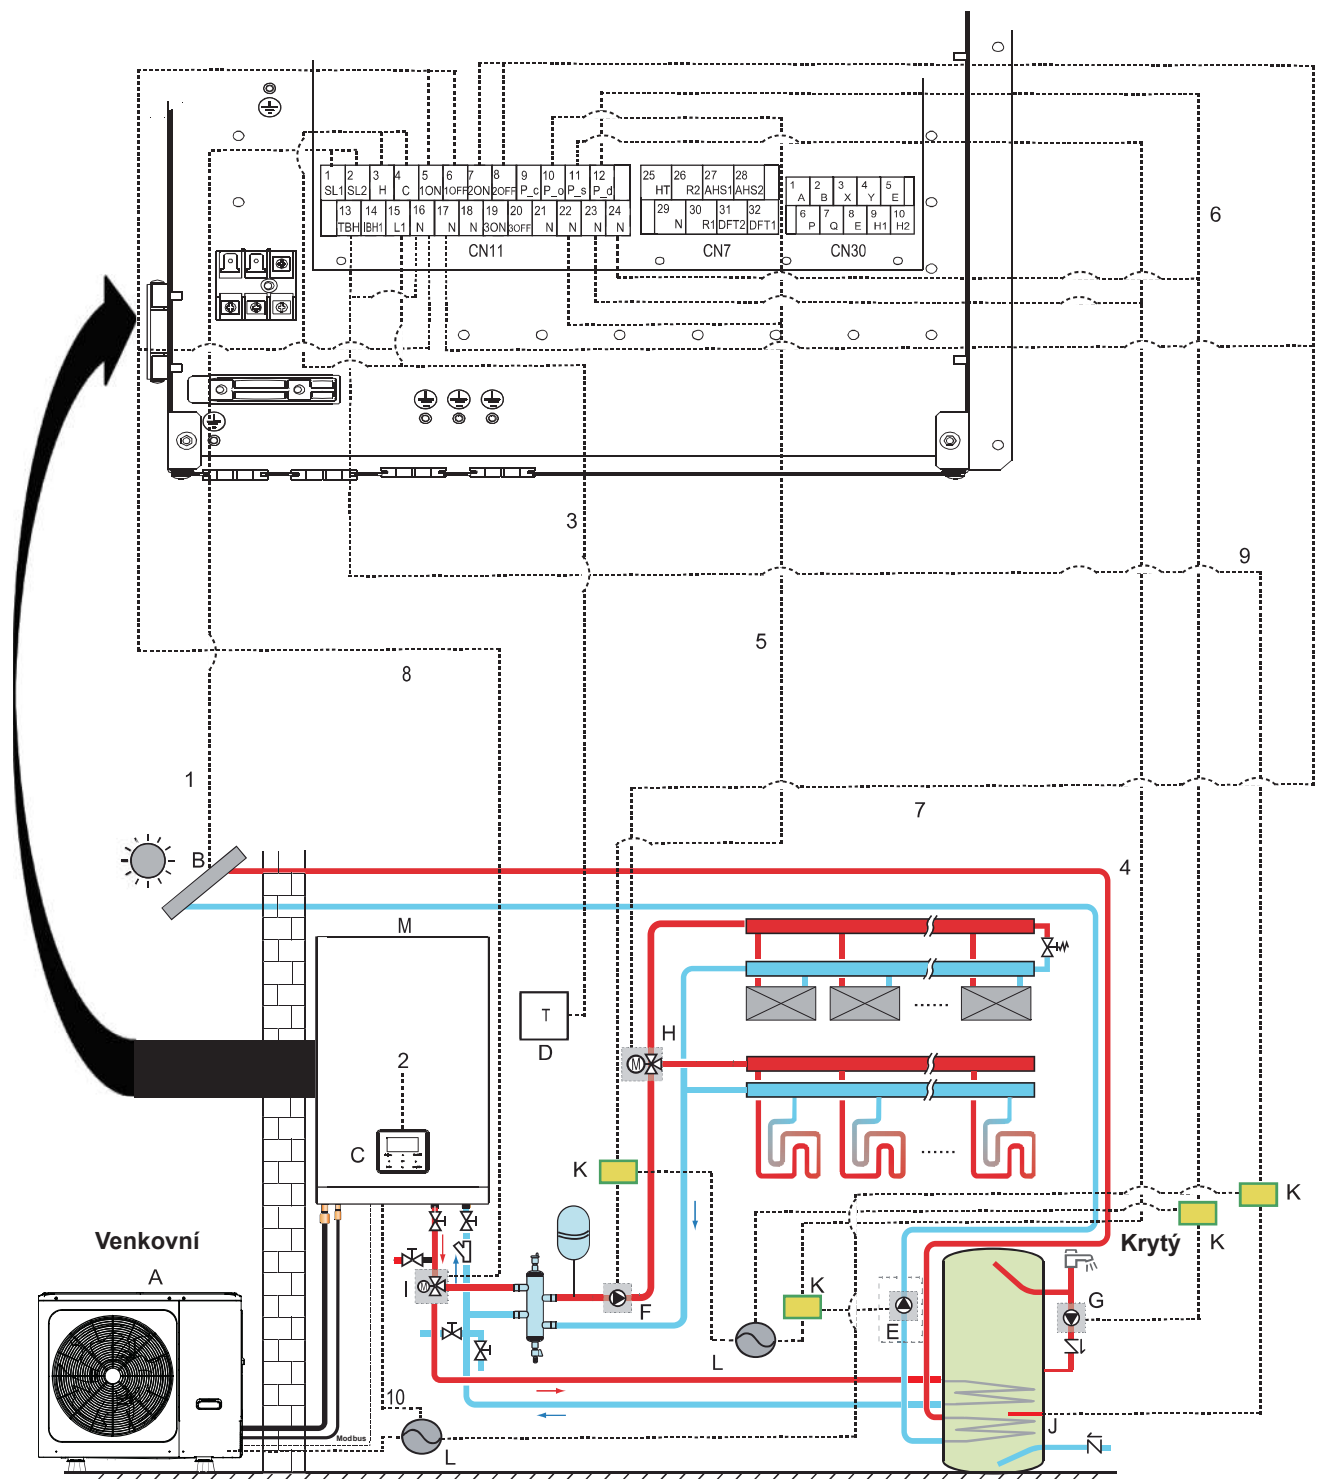 1 2 3 4 5 6 7 8 9 10 11 12
SL1 SL2 H C 1ON 1OFF 2ON 2OFF P_c P_o P_s P_d
13 14 15 16 17 18 19 20 21 22 23 24
TBH IBH1 L1 N N N 3ON 3OFF N N N N
CN11
25 26 27 28
HT R2 AHS1 AHS2
29 30 31 32
N R1 DFT2 DFT1
CN7
1 2 3 4 5
A B X Y E
6 7 8 9 10
P Q E H1 H2
CN30
6
3
9
5
8
1
7
4
B
M
T
D
H
M
2
C
K
K
K
Venkovní
Krytý
A
I
M
F
K
E
G
L
10
J
Modbus
L